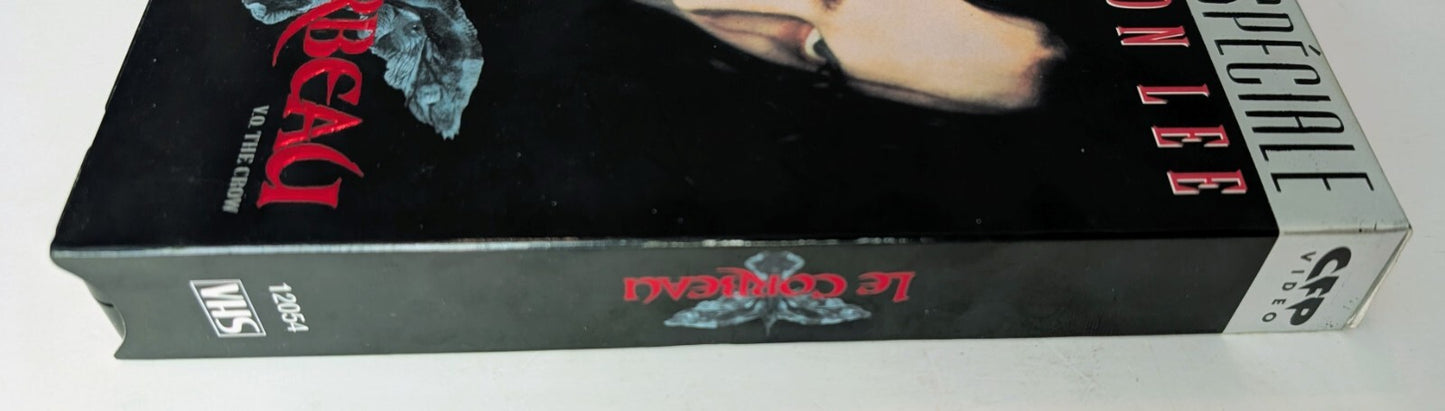 SPÉCIALE
ON LEE
RBEAU
V.O. THE CROW
CFP
VIDEO
LE CORBEAU
12054
VHS